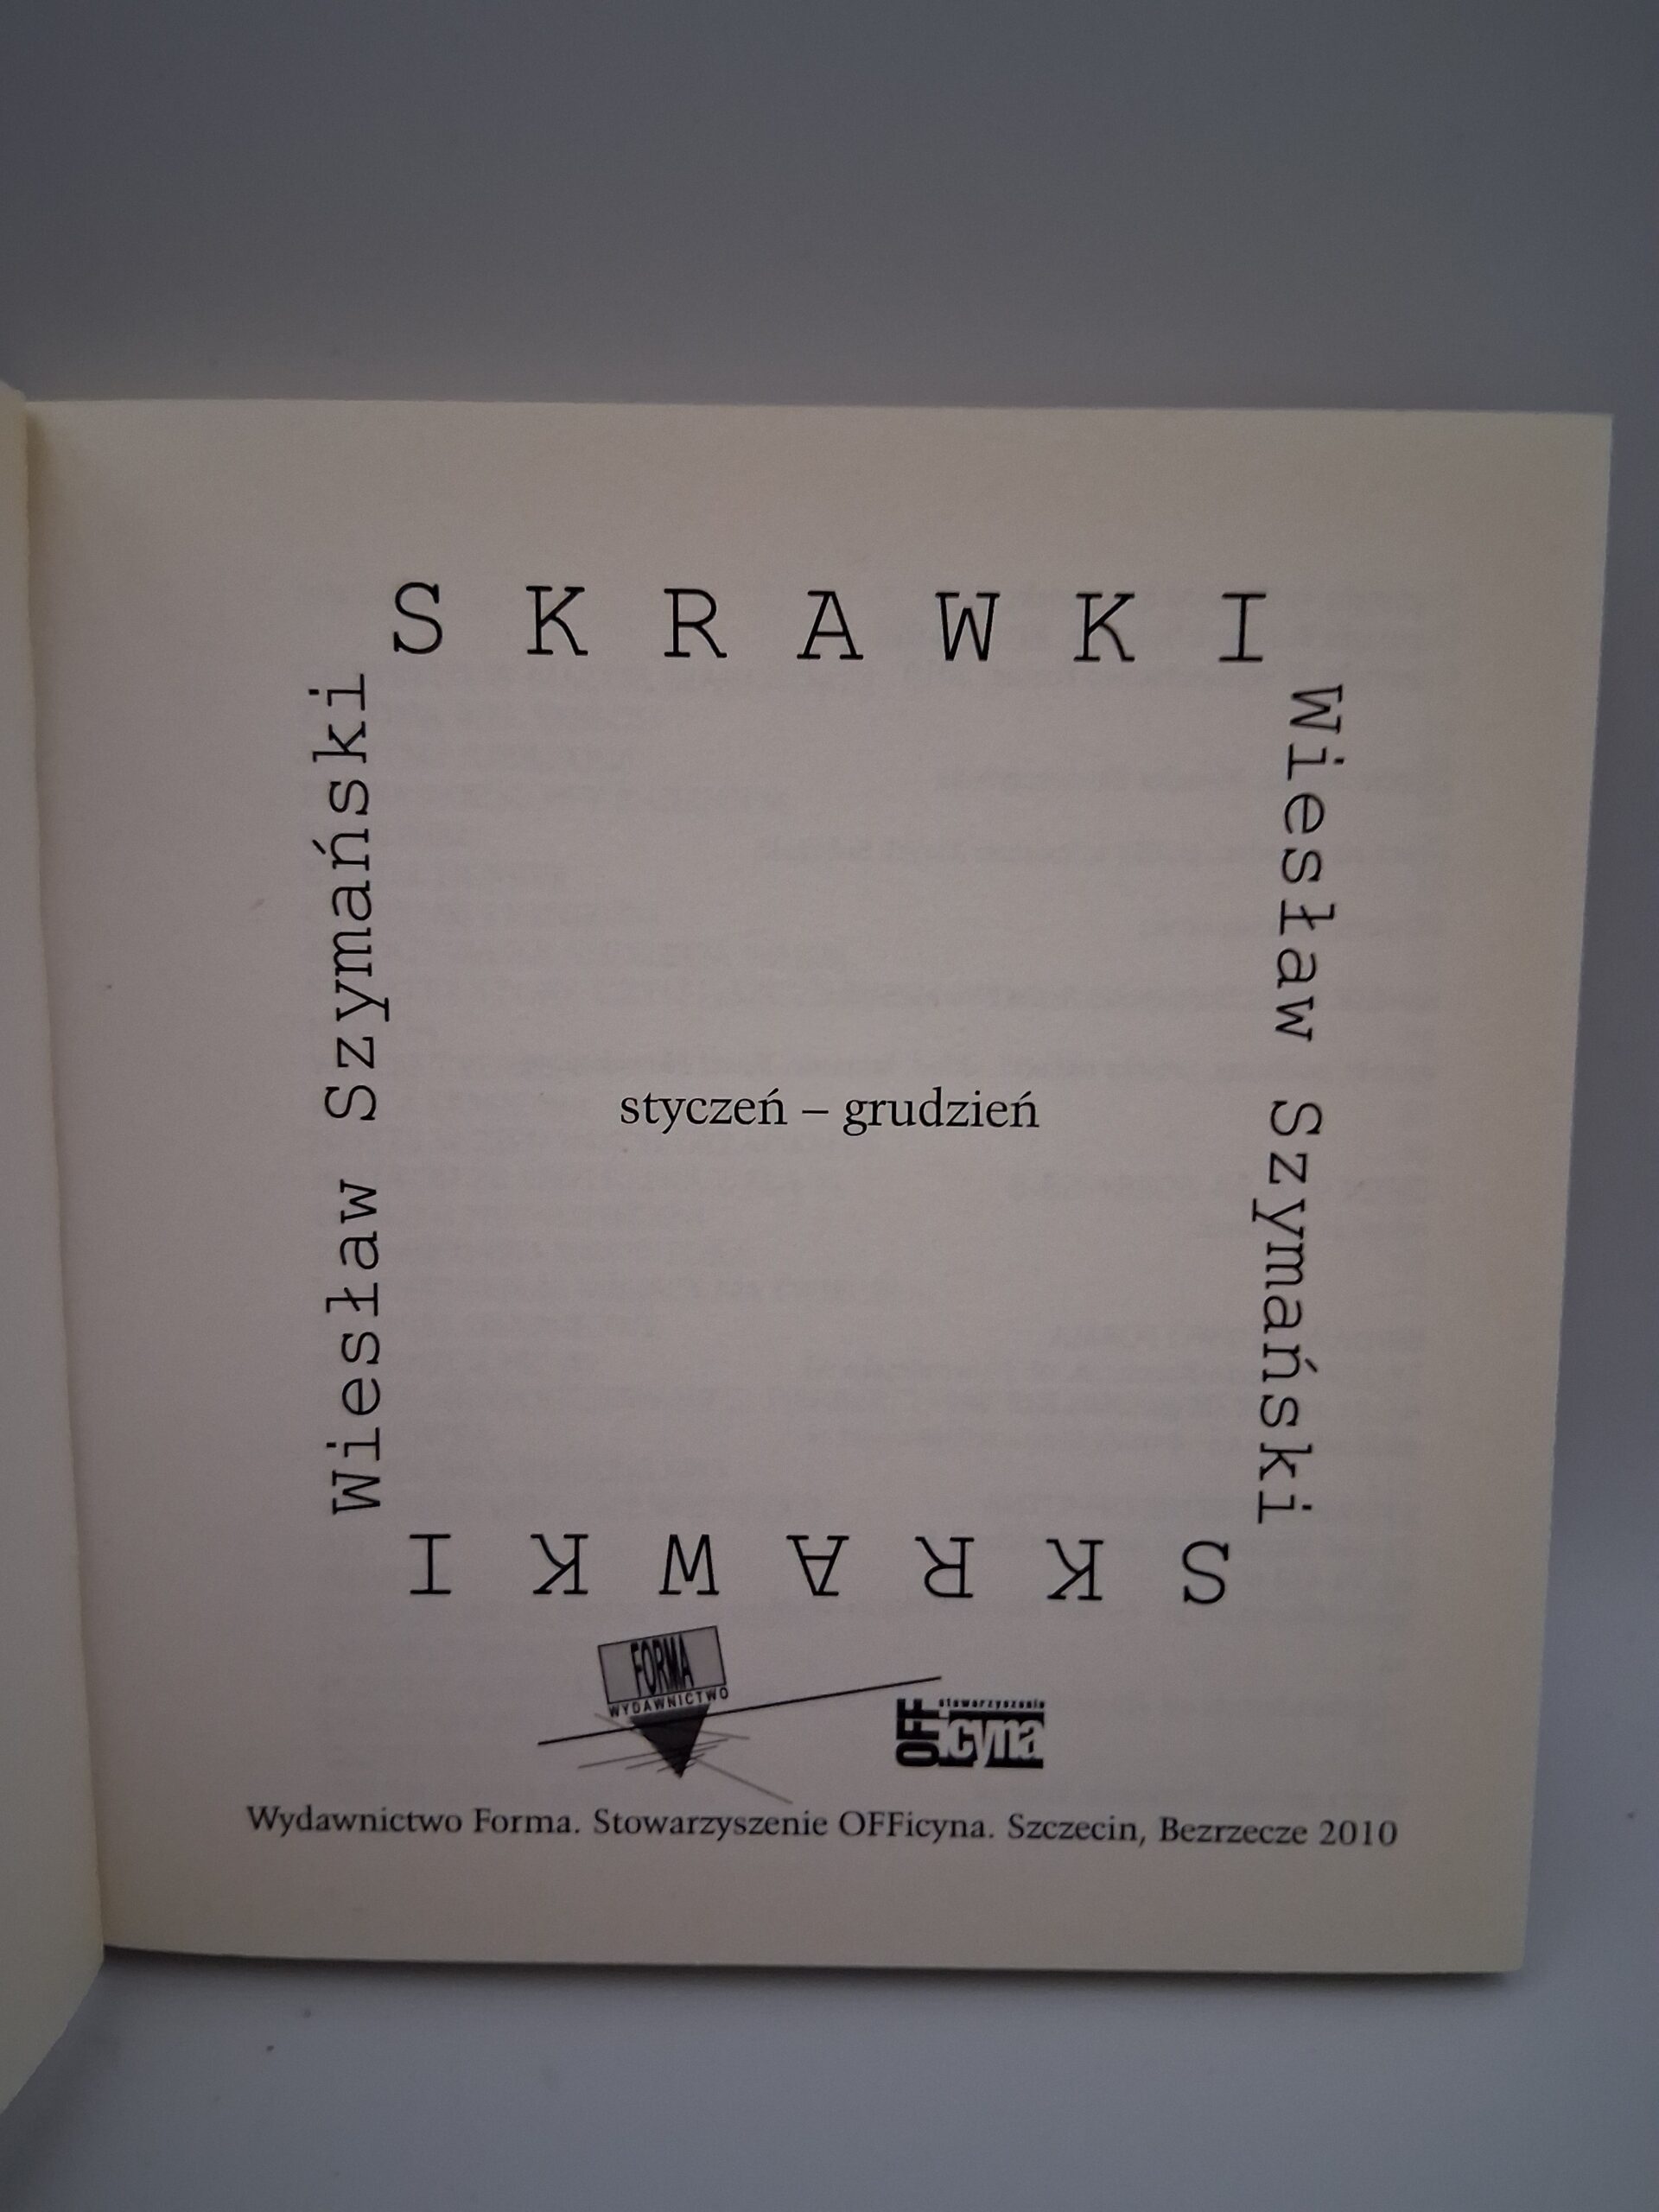 SKRAWKI
Wiesław Szymański
Wiesław Szymański
styczeń – grudzień
SKRAWKI
FORMA
WYDAWNICTWO
stowarzyszenie
OFFicyna
Wydawnictwo Forma. Stowarzyszenie OFFicyna. Szczecin, Bezrzecze 2010